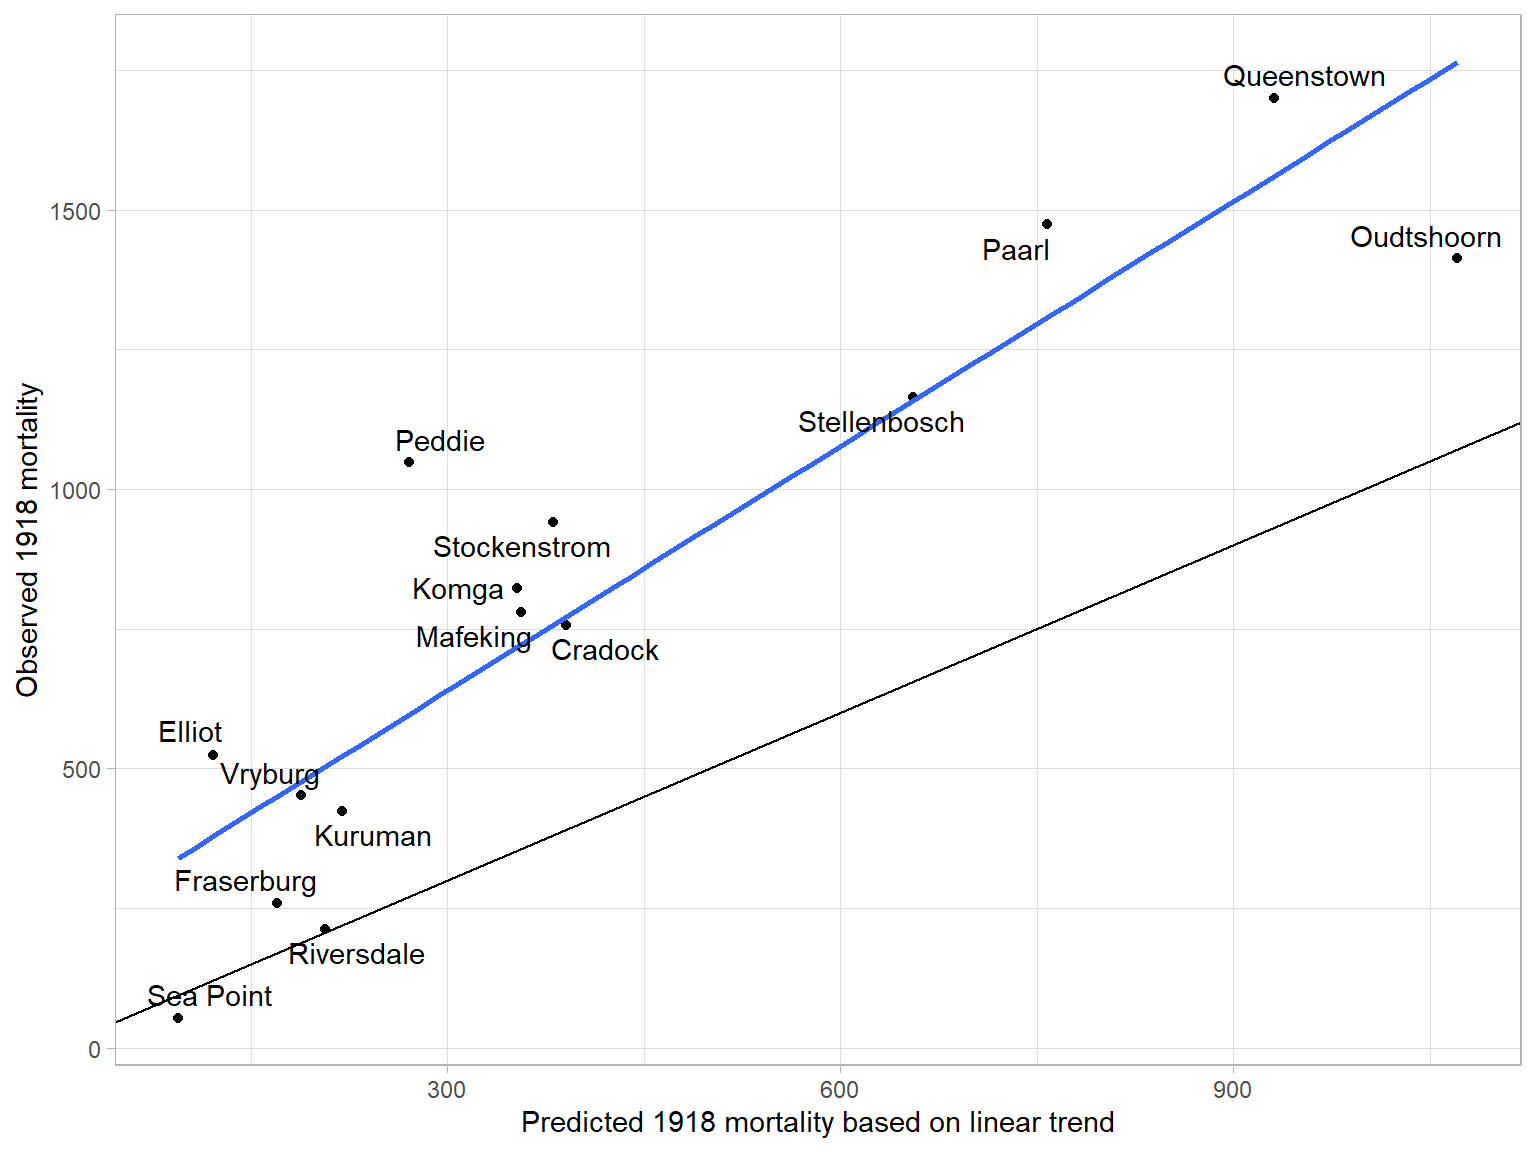 Queenstown
1500
Oudtshoorn
Paarl
Stellenbosch
Peddie
1000
Stockenstrom
Komga
Mafeking
Cradock
Elliot
500
Vryburg
Kuruman
Fraserburg
Riversdale
Sea Point
0
300
600
900
Observed 1918 mortality
Predicted 1918 mortality based on linear trend